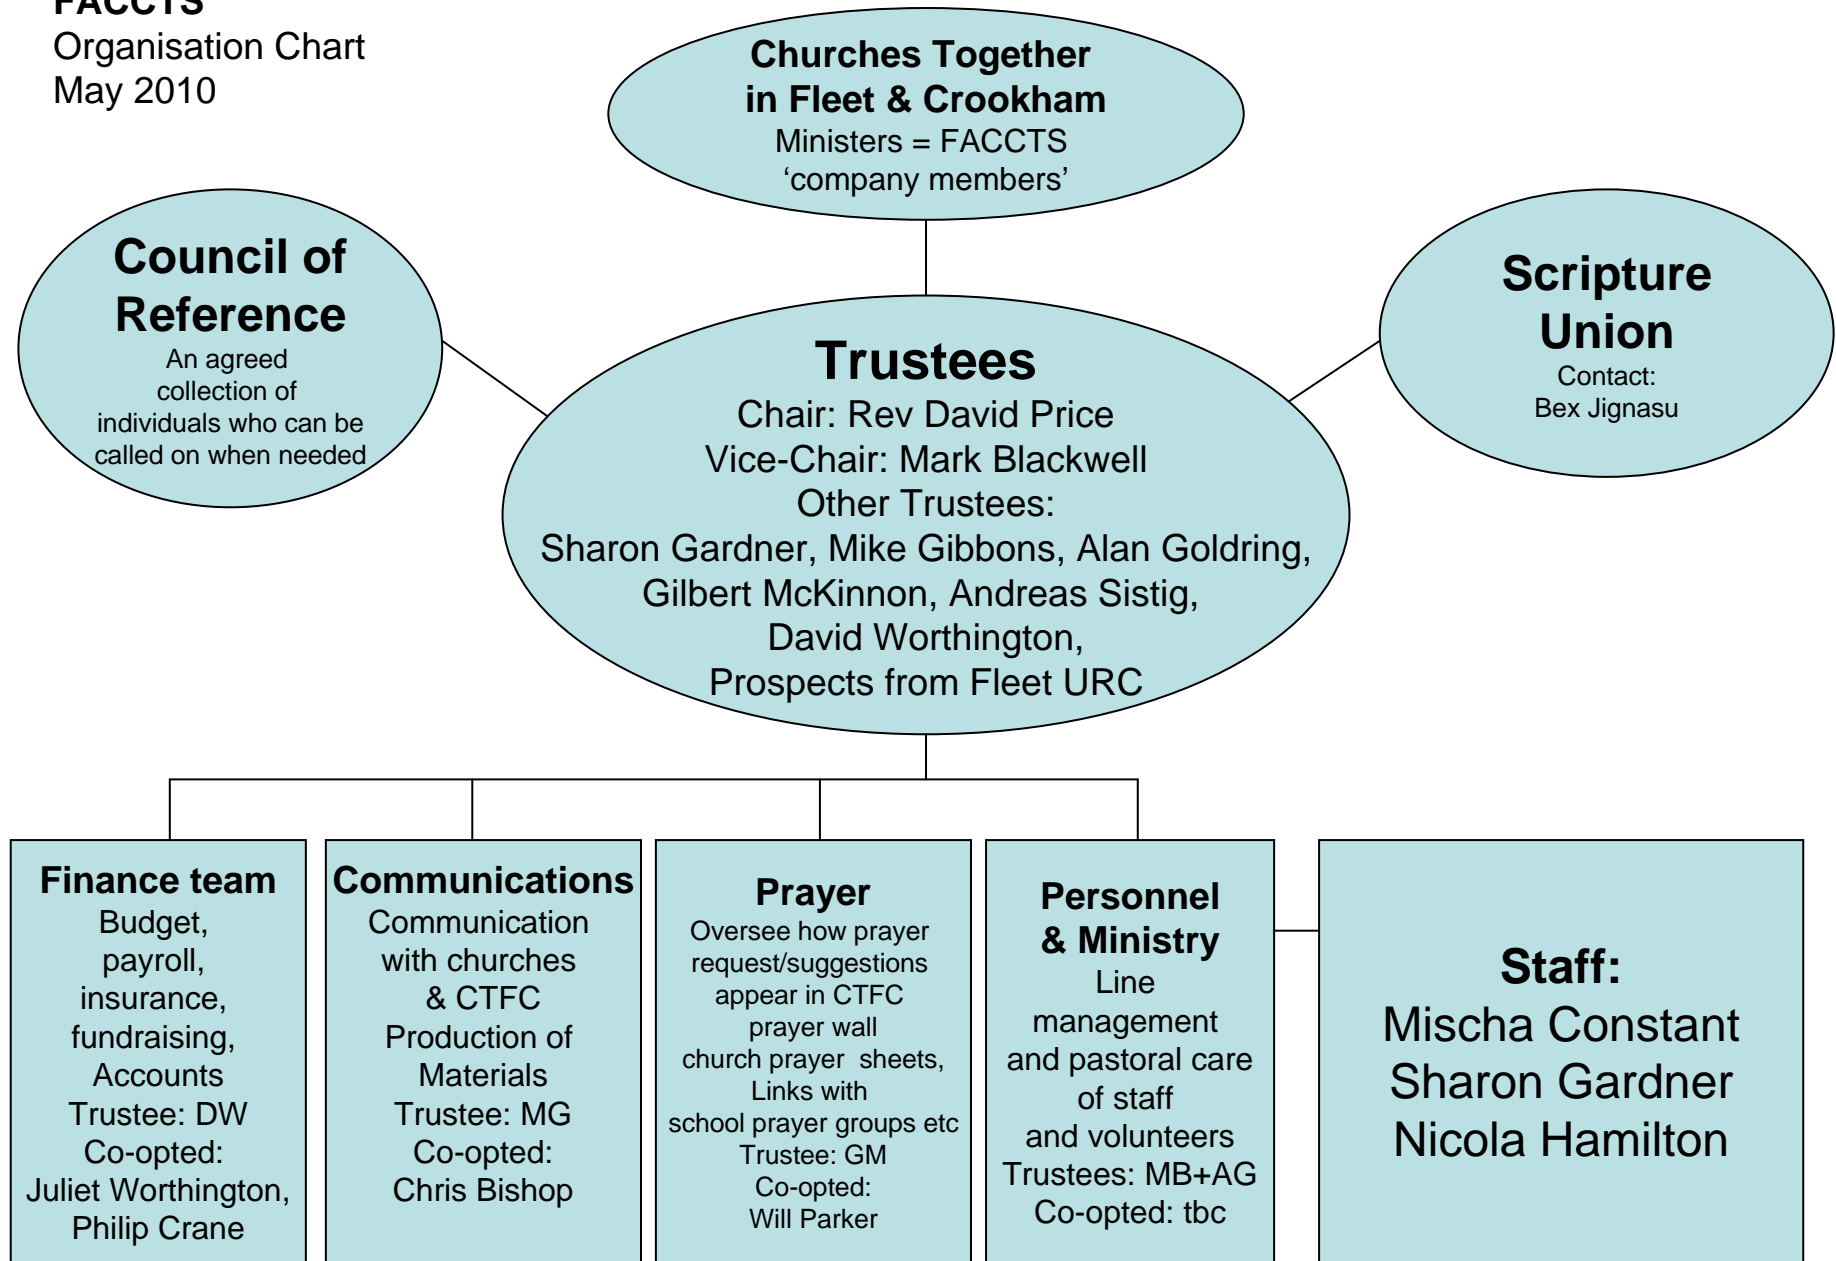 FACCTS
Organisation Chart
May 2010
Churches Together
in Fleet & Crookham
Ministers = FACCTS
‘company members’
Council of
Reference
An agreed
collection of
individuals who can be
called on when needed
Scripture
Union
Contact:
Bex Jignasu
Trustees
Chair: Rev David Price
Vice-Chair: Mark Blackwell
Other Trustees:
Sharon Gardner, Mike Gibbons, Alan Goldring,
Gilbert McKinnon, Andreas Sistig,
David Worthington,
Prospects from Fleet URC
Finance team
Budget,
payroll,
insurance,
fundraising,
Accounts
Trustee: DW
Co-opted:
Juliet Worthington,
Philip Crane
Communications
Communication
with churches
& CTFC
Production of
Materials
Trustee: MG
Co-opted:
Chris Bishop
Prayer
Oversee how prayer
request/suggestions
appear in CTFC
prayer wall
church prayer sheets,
Links with
school prayer groups etc
Trustee: GM
Co-opted:
Will Parker
Personnel
& Ministry
Line
management
and pastoral care
of staff
and volunteers
Trustees: MB+AG
Co-opted: tbc
Staff:
Mischa Constant
Sharon Gardner
Nicola Hamilton